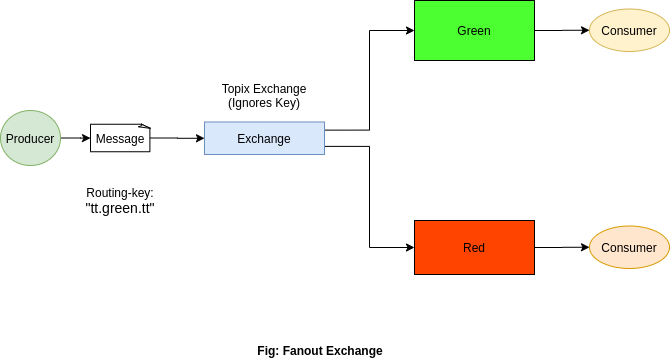 Green
Consumer
Topix Exchange
(Ignores Key)
Producer
Message
Exchange
Routing-key:
"tt.green.tt"
Red
Consumer
Fig: Fanout Exchange